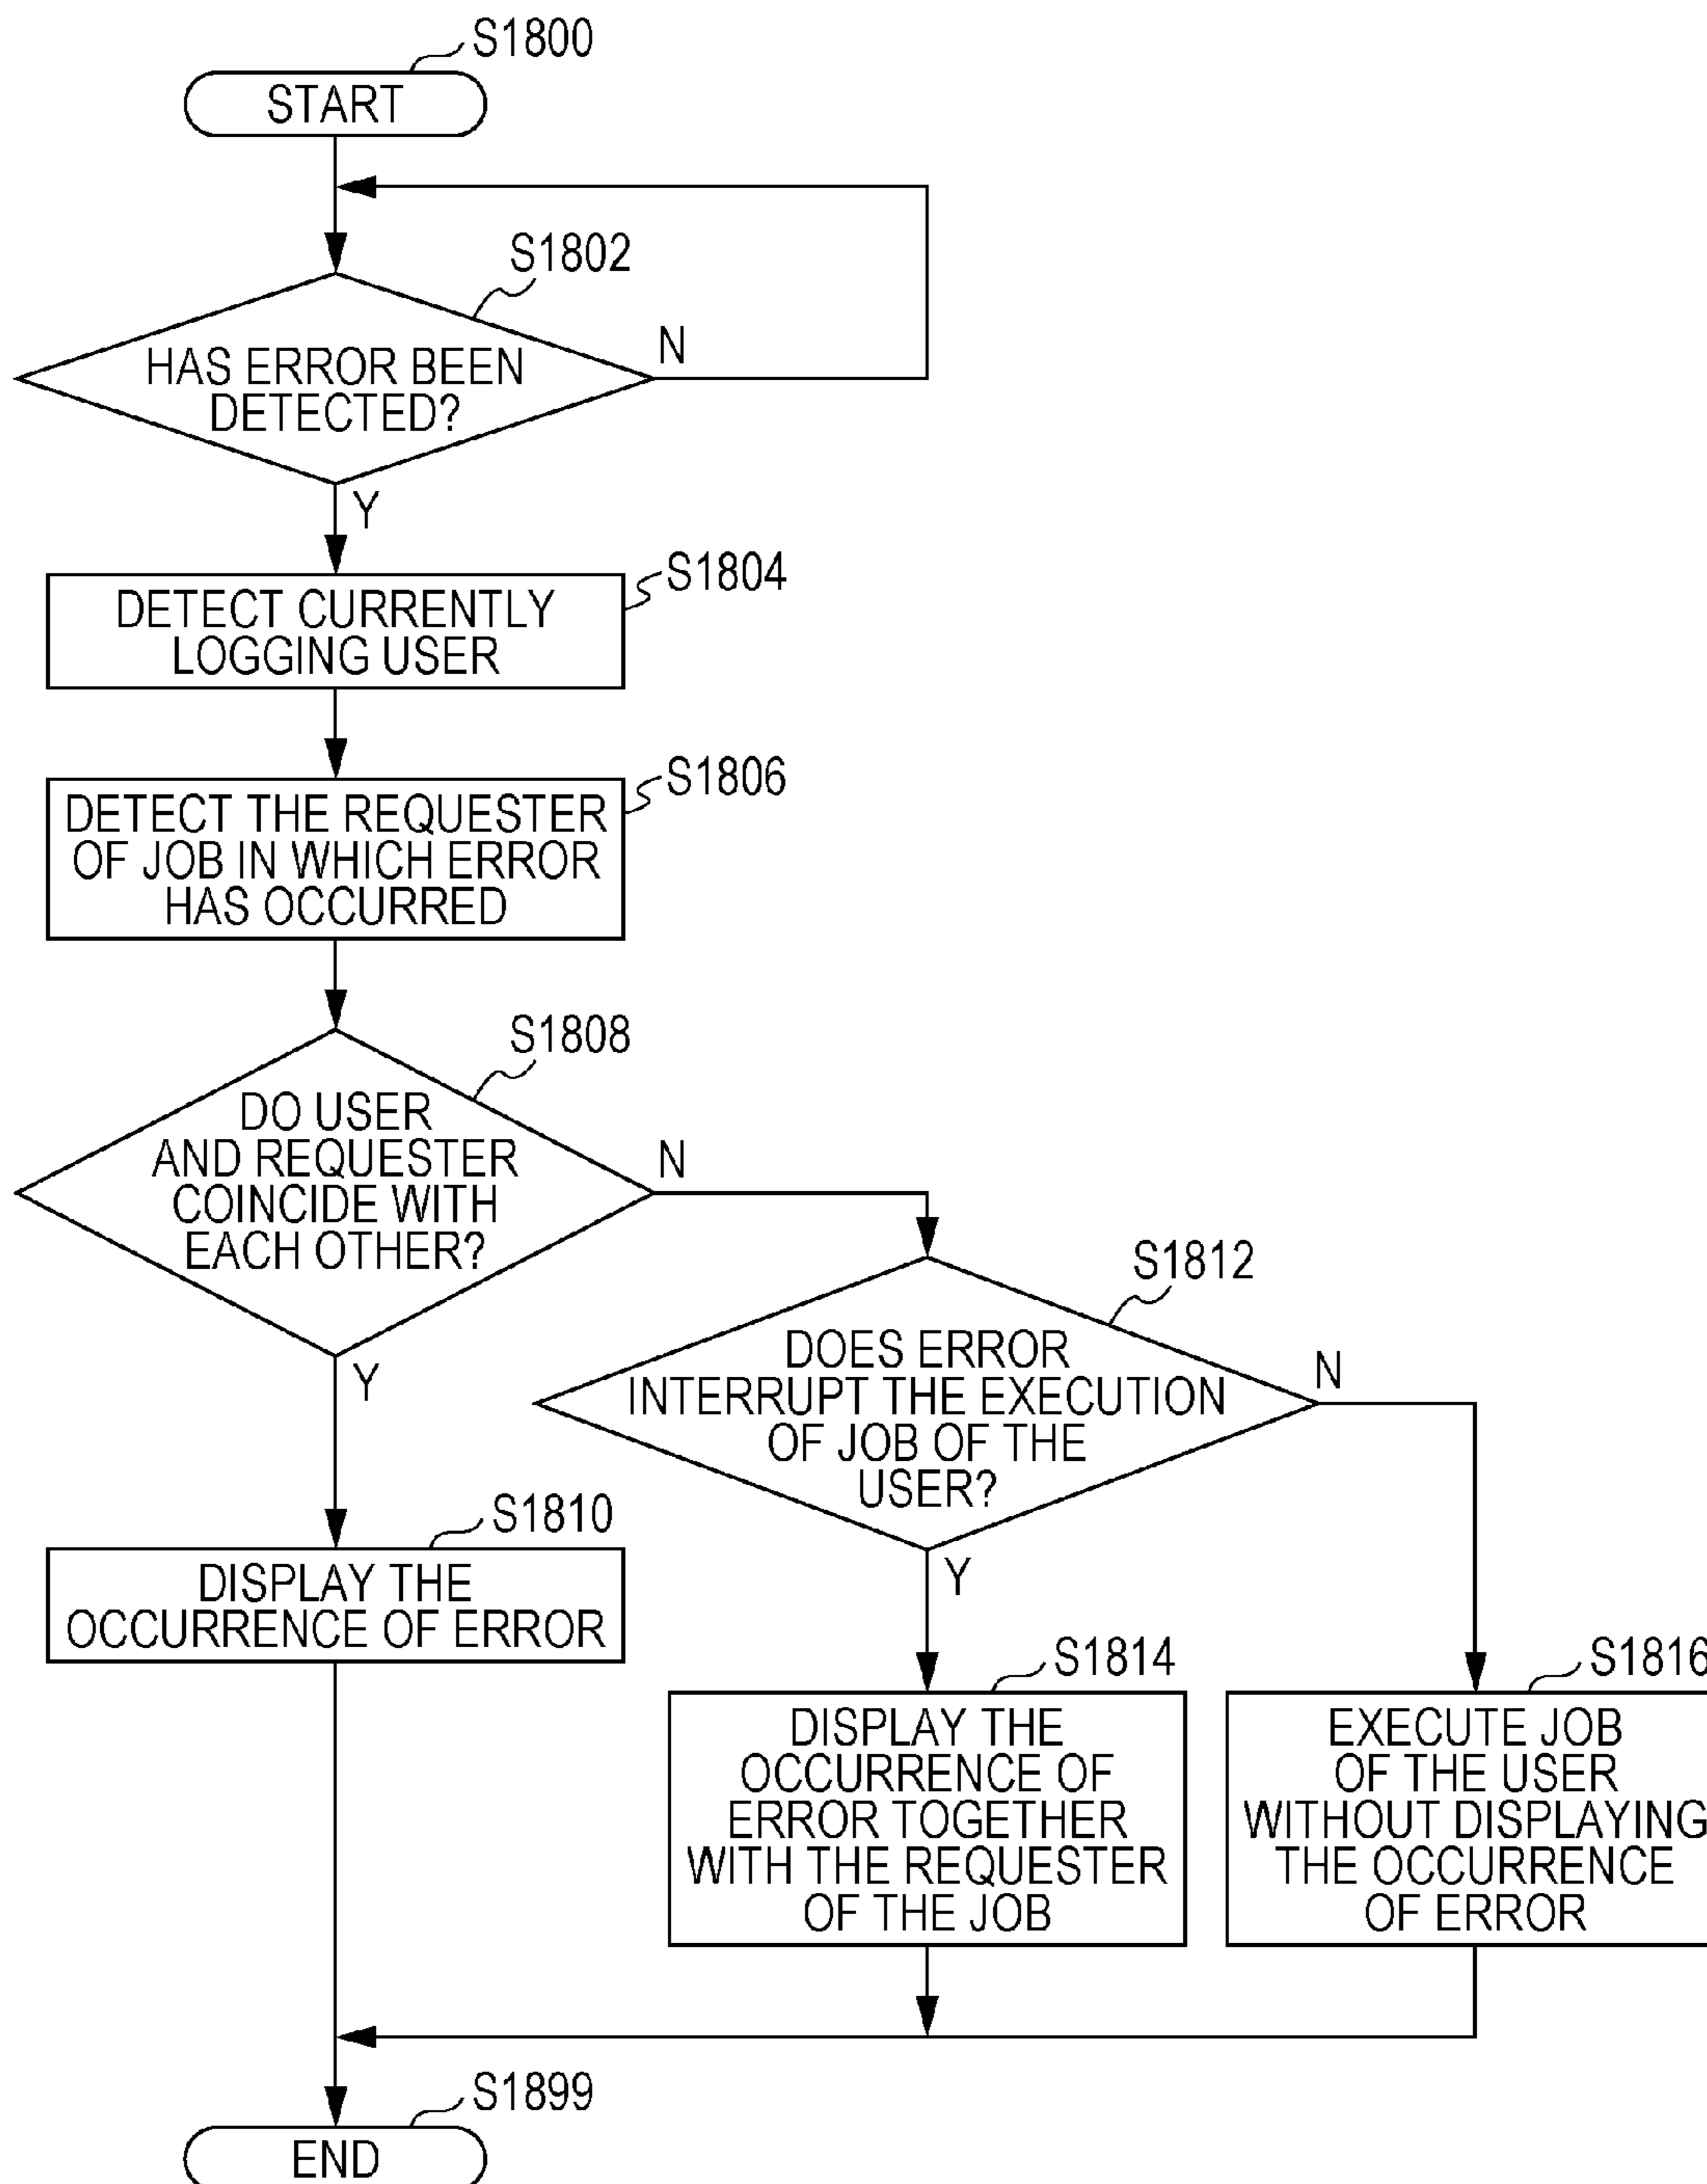 S1800
START
S1802
HAS ERROR BEEN
DETECTED?
N
Y
S1804
DETECT CURRENTLY
LOGGING USER
S1806
DETECT THE REQUESTER
OF JOB IN WHICH ERROR
HAS OCCURRED
S1808
DO USER
AND REQUESTER
COINCIDE WITH
EACH OTHER?
N
Y
S1812
DOES ERROR
INTERRUPT THE EXECUTION
OF JOB OF THE
USER?
N
Y
S1810
DISPLAY THE
OCCURRENCE OF ERROR
S1814
DISPLAY THE
OCCURRENCE OF
ERROR TOGETHER
WITH THE REQUESTER
OF THE JOB
S1816
EXECUTE JOB
OF THE USER
WITHOUT DISPLAYING
THE OCCURRENCE
OF ERROR
S1899
END